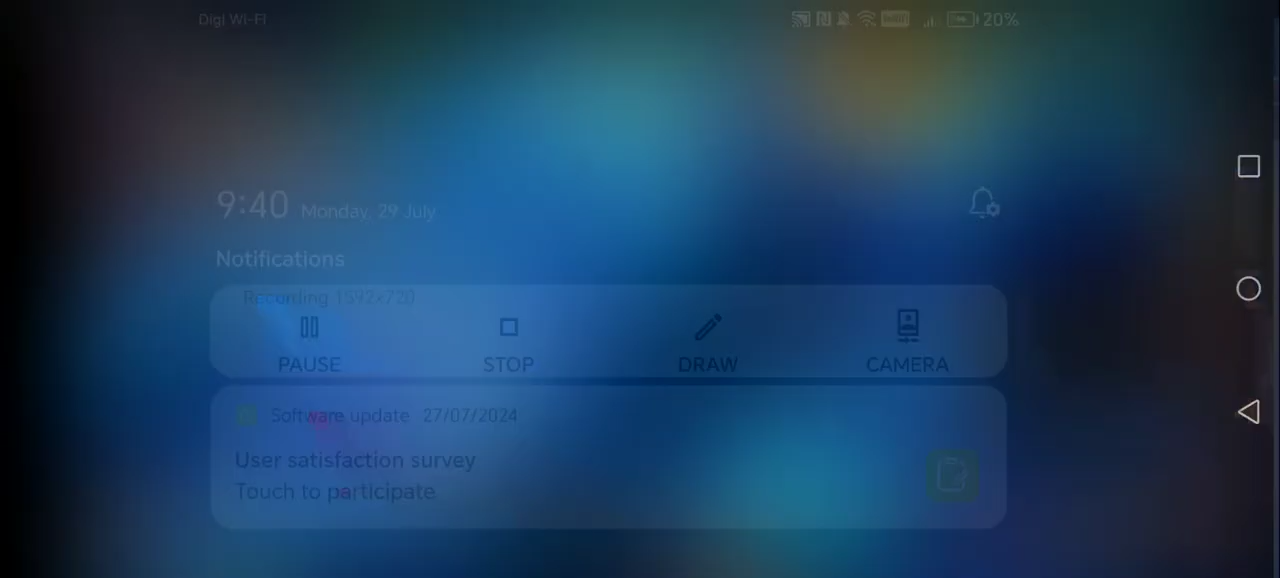 Digi Wi-Fi
20%
9:40 Monday, 29 July
Notifications
Recording 1592x720
PAUSE STOP DRAW CAMERA
Software update 27/07/2024
User satisfaction survey
Touch to participate